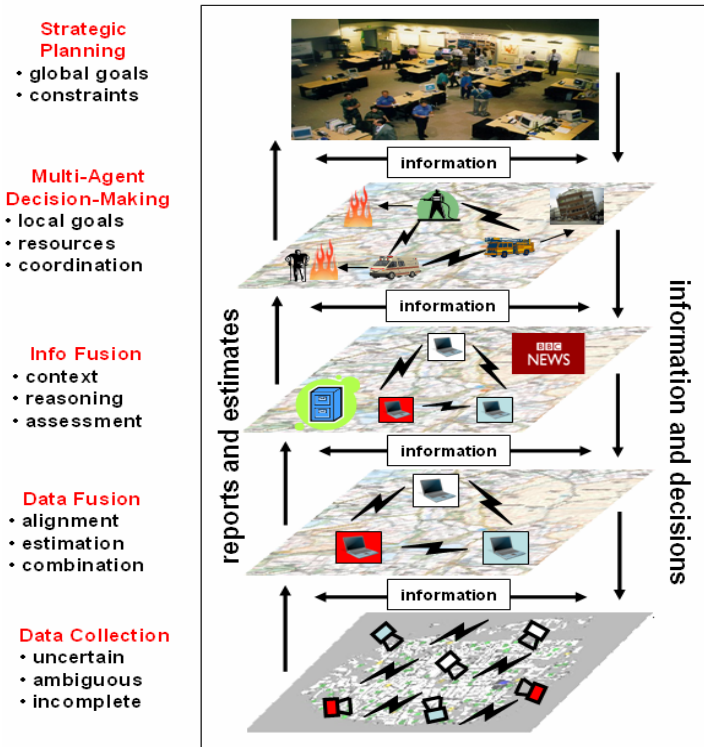 Strategic
Planning
• global goals
• constraints
Multi-Agent
Decision-Making
• local goals
• resources
• coordination
Info Fusion
• context
• reasoning
• assessment
Data Fusion
• alignment
• estimation
• combination
Data Collection
• uncertain
• ambiguous
• incomplete
information
information
BBC
NEWS
information
information
reports and estimates
information and decisions